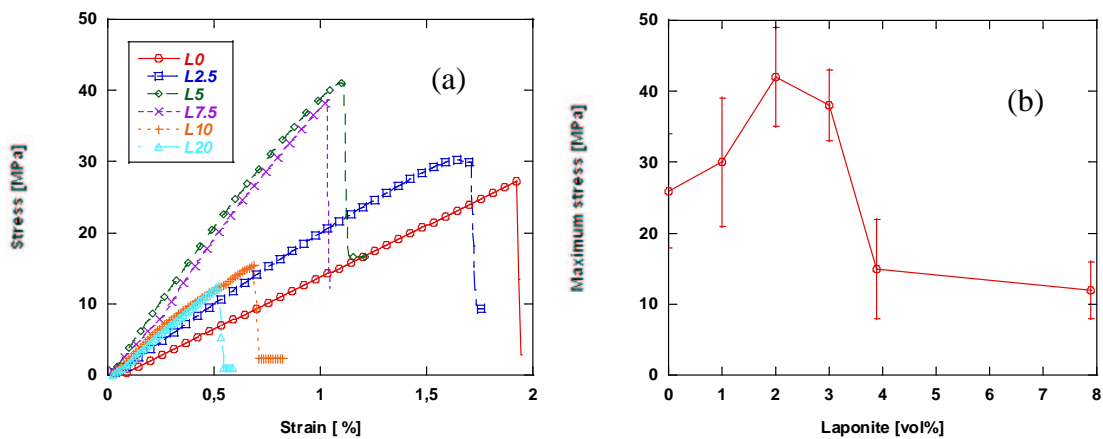 50
40
30
20
10
0
Stress [MPa]
L0
L2.5
L5
L7.5
L10
L20
(a)
0
0,5
1
1,5
2
Strain [ %]
50
40
30
20
10
0
Maximum stress [MPa]
(b)
0
1
2
3
4
5
6
7
8
Laponite [vol%]